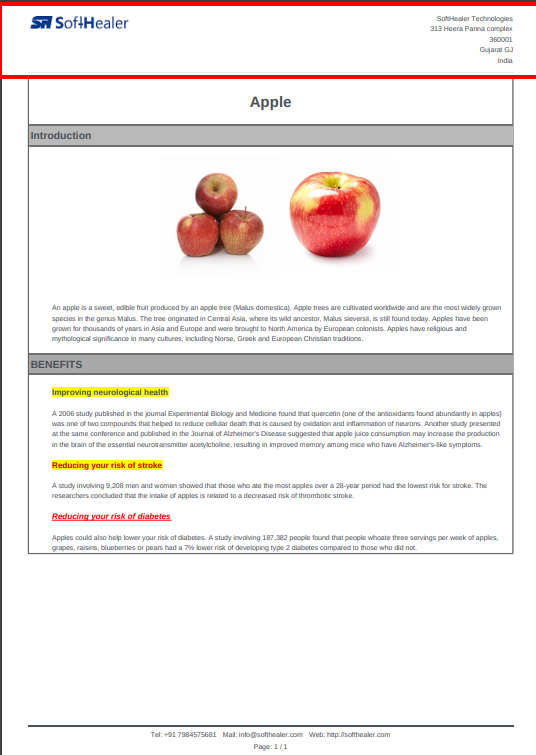 SoftHealer
SoftHealer Technologies
313 Heera Panna complex
360001
Gujarat GJ
India
Apple
Introduction
An apple is a sweet, edible fruit produced by an apple tree (Malus domestica). Apple trees are cultivated worldwide and are the most widely grown
species in the genus Malus. The tree originated in Central Asia, where its wild ancestor, Malus sieversii, is still found today. Apples have been
grown for thousands of years in Asia and Europe and were brought to North America by European colonists. Apples have religious and
mythological significance in many cultures, including Norse, Greek and European Christian traditions.
BENEFITS
Improving neurological health
A 2006 study published in the journal Experimental Biology and Medicine found that quercetin (one of the antioxidants found abundantly in apples)
was one of two compounds that helped to reduce cellular death that is caused by oxidation and inflammation of neurons. Another study presented
at the same conference and published in the Journal of Alzheimer's Disease suggested that apple juice consumption may increase the production
in the brain of the essential neurotransmitter acetylcholine, resulting in improved memory among mice who have Alzheimer's-like symptoms.
Reducing your risk of stroke
A study involving 9,208 men and women showed that those who ate the most apples over a 28-year period had the lowest risk for stroke. The
researchers concluded that the intake of apples is related to a decreased risk of thrombotic stroke.
Reducing your risk of diabetes
Apples could also help lower your risk of diabetes. A study involving 187,382 people found that people whoate three servings per week of apples,
grapes, raisins, blueberries or pears had a 7% lower risk of developing type 2 diabetes compared to those who did not.
Tel: +91 7984575681 Mail: info@softhealer.com Web: http://softhealer.com
Page: 1 / 1